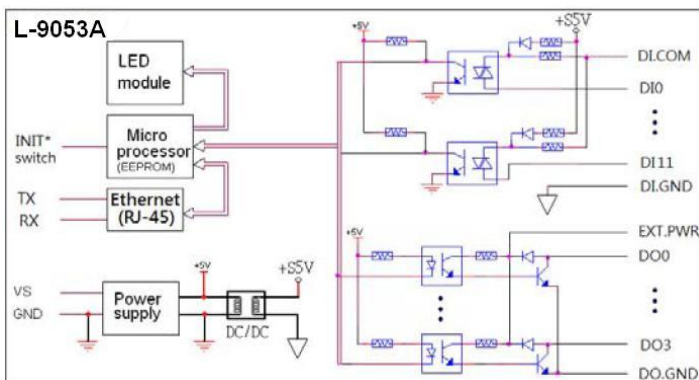 L-9053A
LED
module
INIT*
switch
Micro
processor
(EEPROM)
TX
RX
Ethernet
(RJ-45)
VS
GND
Power
supply
+5V
+S5V
DC/DC
+5V
+S5V
DI.COM
DI0
DI11
DI.GND
+5V
EXT.PWR
DO0
DO3
DO.GND